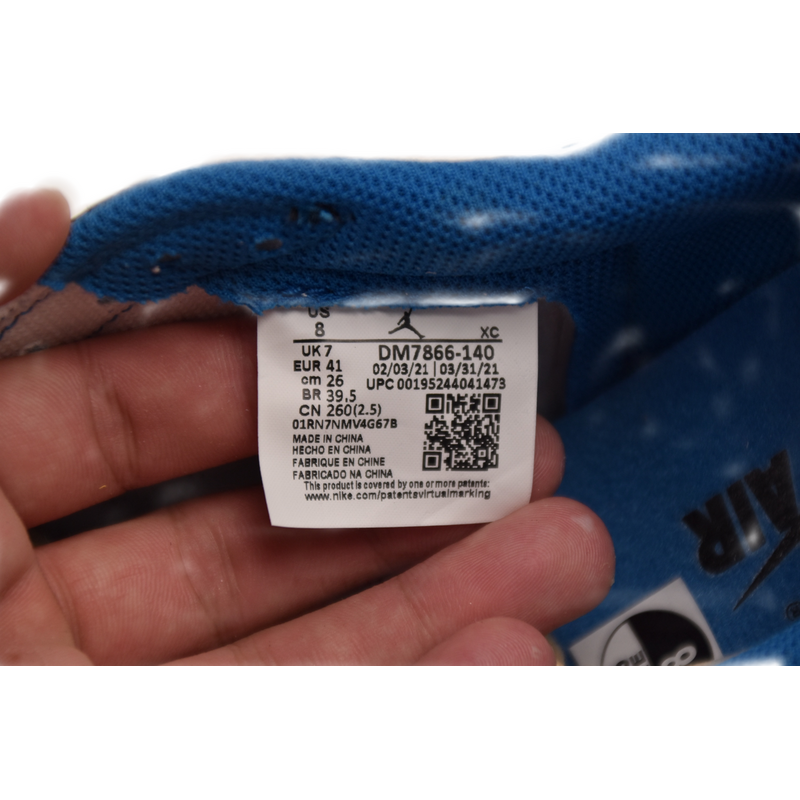 US
8 XC
UK 7 DM7866-140
EUR 41 02/03/21 | 03/31/21
cm 26 UPC 00195244041473
BR 39,5
CN 260(2.5)
01RN7NMV4G67B
MADE IN CHINA
HECHO EN CHINA
FABRIQUE EN CHINE
FABRICADO NA CHINA
This product is covered by one or more patents:
www.nike.com/patentsvirtualmarking
AIR
®
8